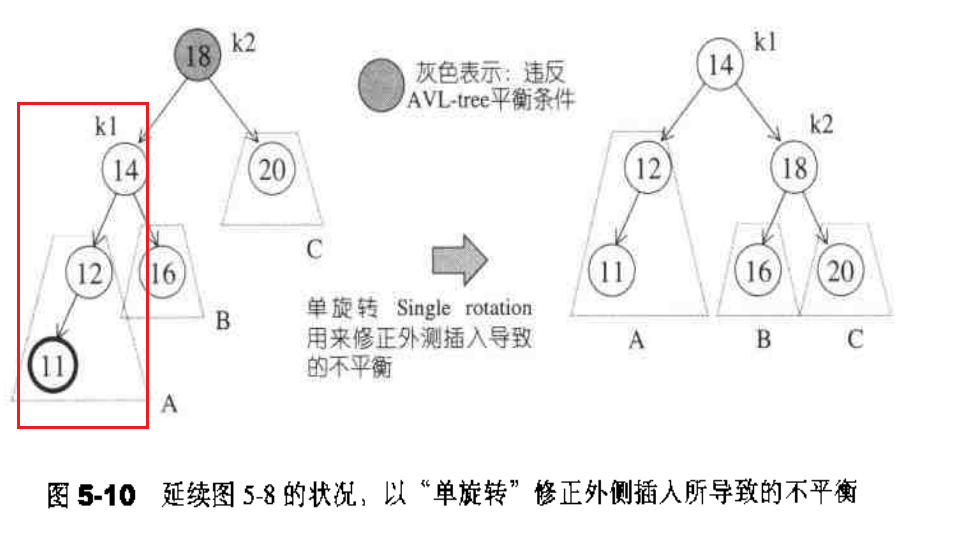 18
k2
k1
14
20
12
16
C
B
11
A
灰色表示：违反
AVL-tree平衡条件
单旋转 Single rotation
用来修正外测插入导致
的不平衡
k1
14
k2
12
18
11
16
20
A
B
C
图 5-10 延续图 5-8 的状况，以“单旋转”修正外侧插入所导致的不平衡